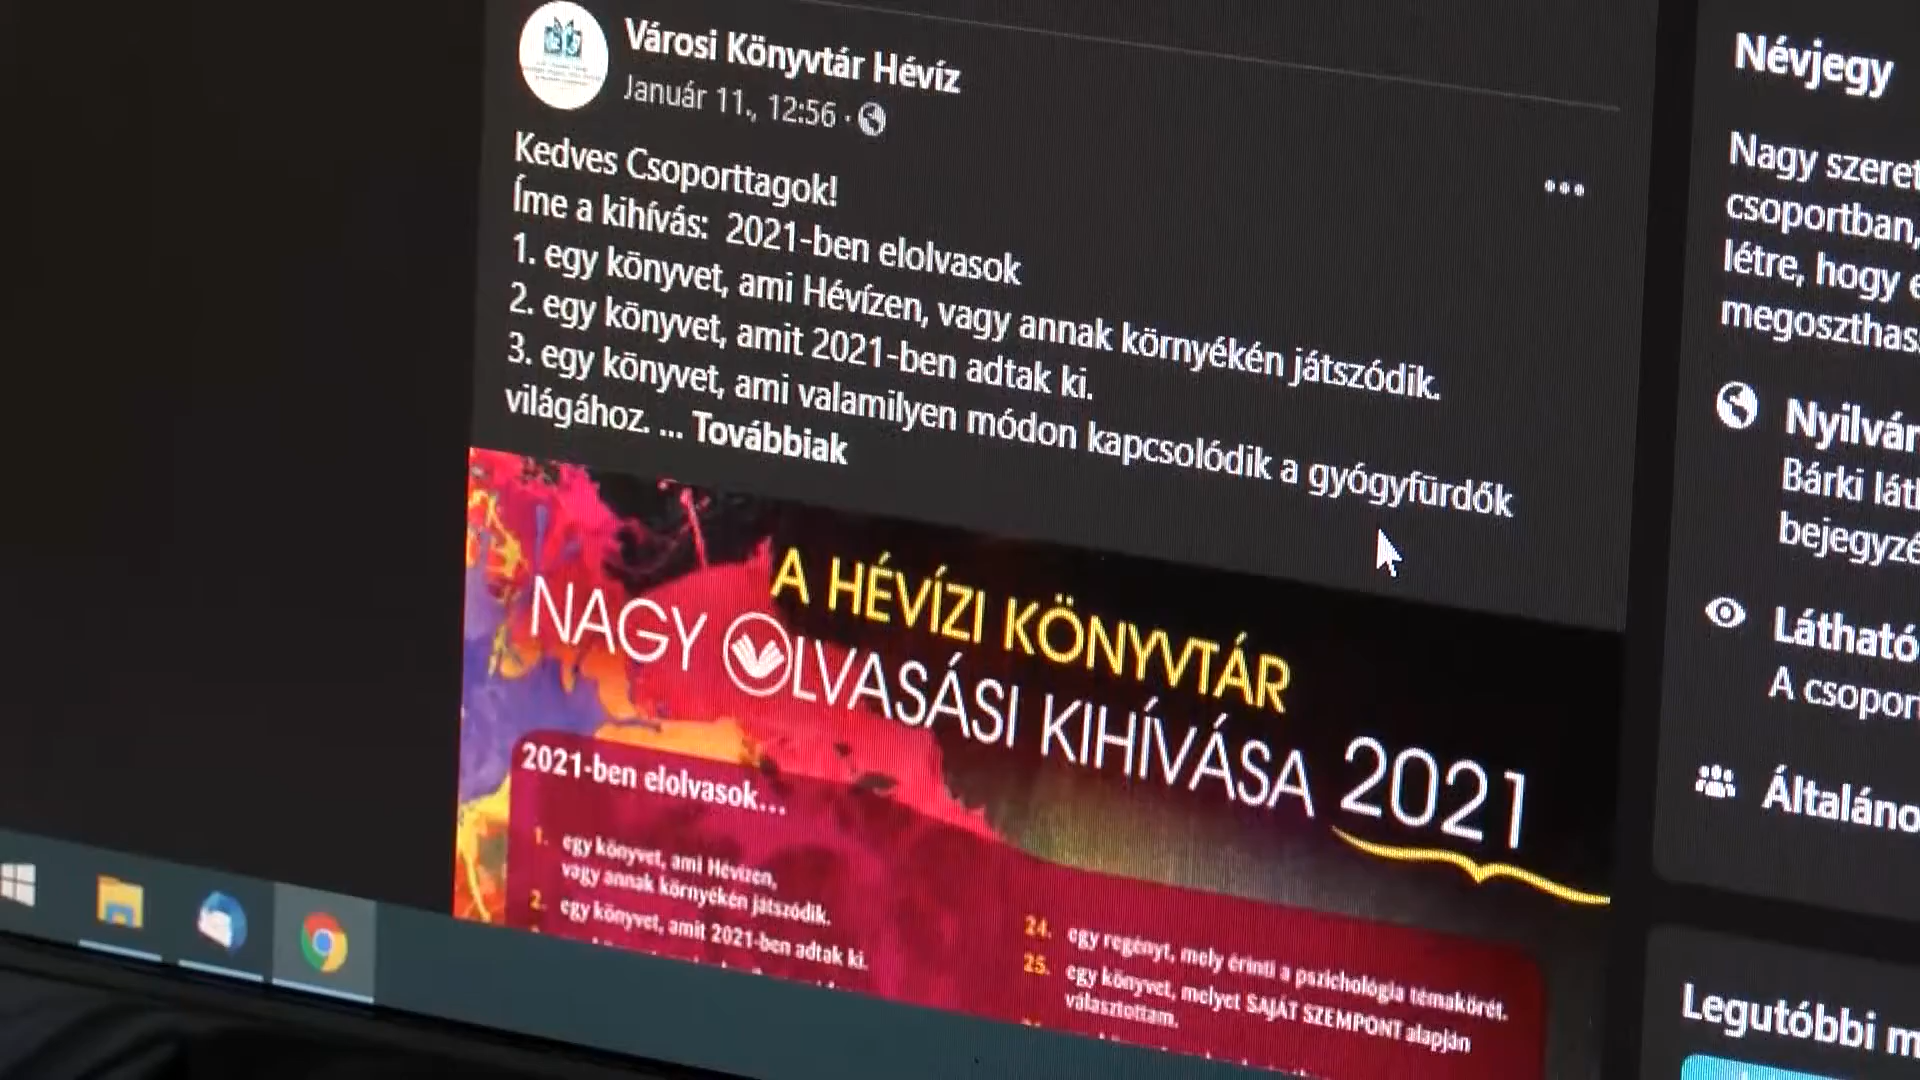 Városi Könyvtár Hévíz
Január 11., 12:56 ·
Kedves Csoporttagok!
Íme a kihívás: 2021-ben elolvasok
1. egy könyvet, ami Hévízen, vagy annak környékén játszódik.
2. egy könyvet, amit 2021-ben adtak ki.
3. egy könyvet, ami valamilyen módon kapcsolódik a gyógyfürdők
világához. ... Továbbiak
A HÉVÍZI KÖNYVTÁR
NAGY OLVASÁSI KIHÍVÁSA 2021
2021-ben elolvasok...
1. egy könyvet, ami Hévízen,
vagy annak környékén játszódik.
2. egy könyvet, amit 2021-ben adtak ki.
24. egy regényt, mely érinti a pszichológia témakörét.
25. egy könyvet, melyet SAJÁT SZEMPONT alapján
választottam.
Névjegy
Nagy szeret
csoportban,
létre, hogy e
megoszthas
Nyilván
Bárki lát
bejegyzé
Látható
A csopor
Általáno
Legutóbbi m